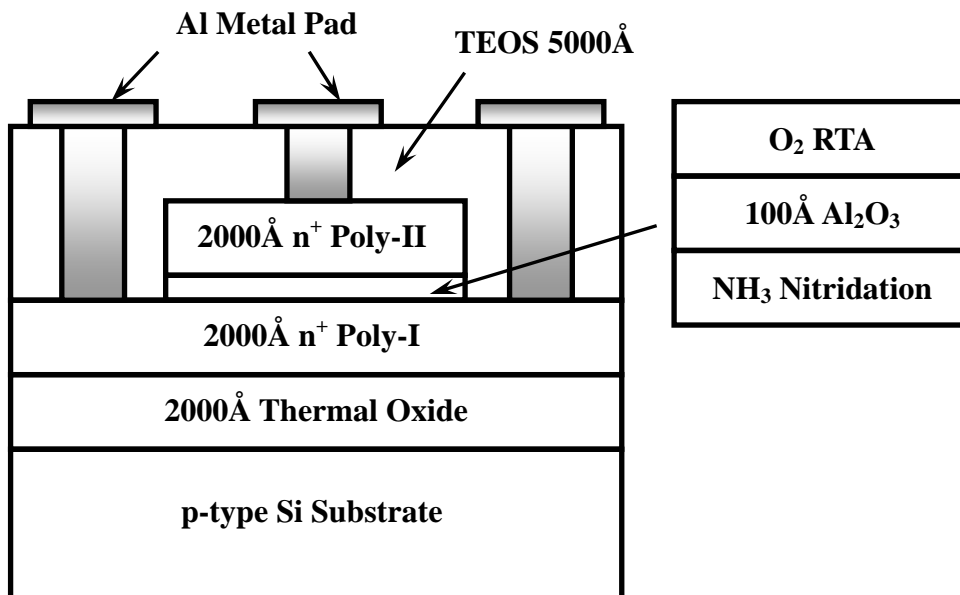 Al Metal Pad
TEOS 5000Å
O₂ RTA
100Å Al₂O₃
NH₃ Nitridation
2000Å n⁺ Poly-II
2000Å n⁺ Poly-I
2000Å Thermal Oxide
p-type Si Substrate